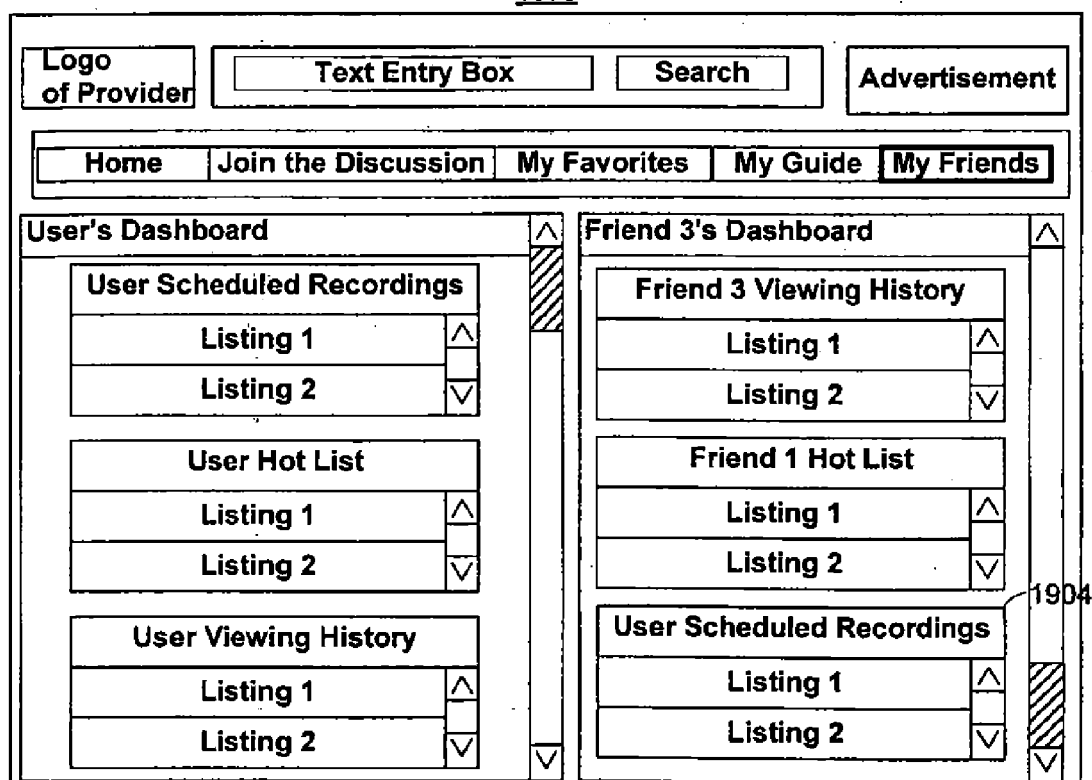 Logo
of Provider
Text Entry Box
Search
Advertisement
Home
Join the Discussion
My Favorites
My Guide
My Friends
User's Dashboard
User Scheduled Recordings
Listing 1
Listing 2
User Hot List
Listing 1
Listing 2
User Viewing History
Listing 1
Listing 2
Friend 3's Dashboard
Friend 3 Viewing History
Listing 1
Listing 2
Friend 1 Hot List
Listing 1
Listing 2
1904
User Scheduled Recordings
Listing 1
Listing 2